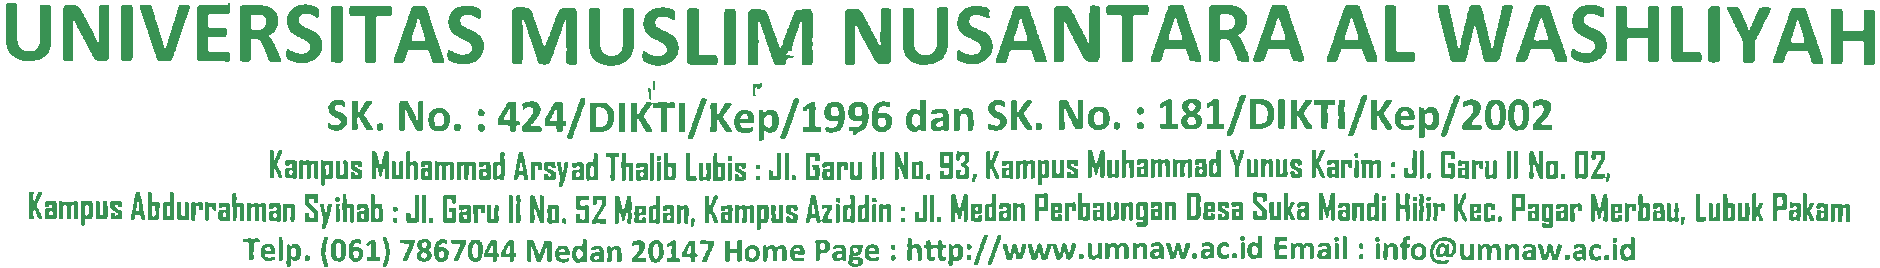 UNIVERSITAS MUSLIM NUSANTARA AL WASHLIYAH
SK. No. : 424/DIKTI/Kep/1996 dan SK. No. : 181/DIKTI/Kep/2002
Kampus Muhammad Arsyad Thalib Lubis : Jl. Garu II No. 93, Kampus Muhammad Yunus Karim : Jl. Garu II No. 02,
Kampus Abdurrahman Syihab : Jl. Garu II No. 52 Medan, Kampus Aziddin : Jl. Medan Perbaungan Desa Suka Mandi Hilir Kec. Pagar Merbau, Lubuk Pakam
Telp. (061) 7867044 Medan 20147 Home Page : http://www.umnaw.ac.id Email : info@umnaw.ac.id